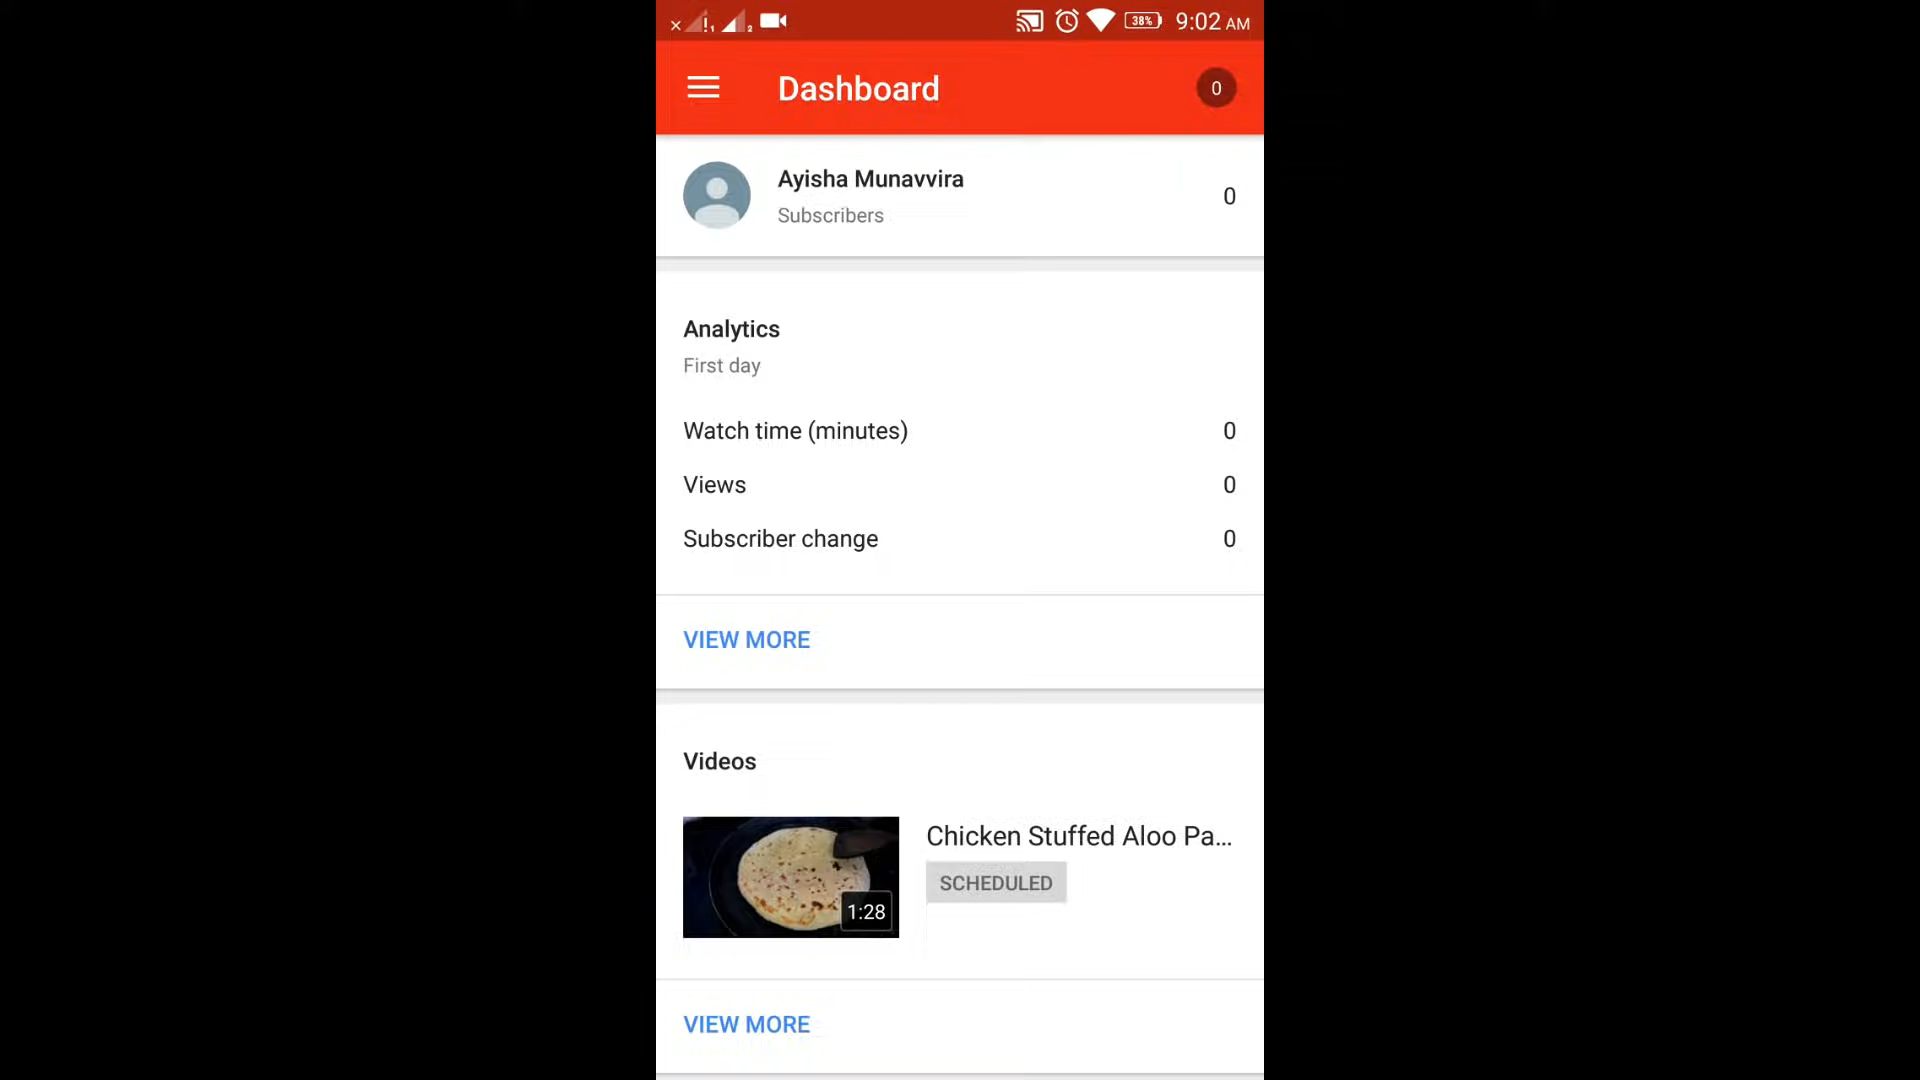 38% 9:02 AM
Dashboard
0
Ayisha Munavvira
Subscribers
0
Analytics
First day
Watch time (minutes) 0
Views 0
Subscriber change 0
VIEW MORE
Videos
Chicken Stuffed Aloo Pa...
SCHEDULED
1:28
VIEW MORE